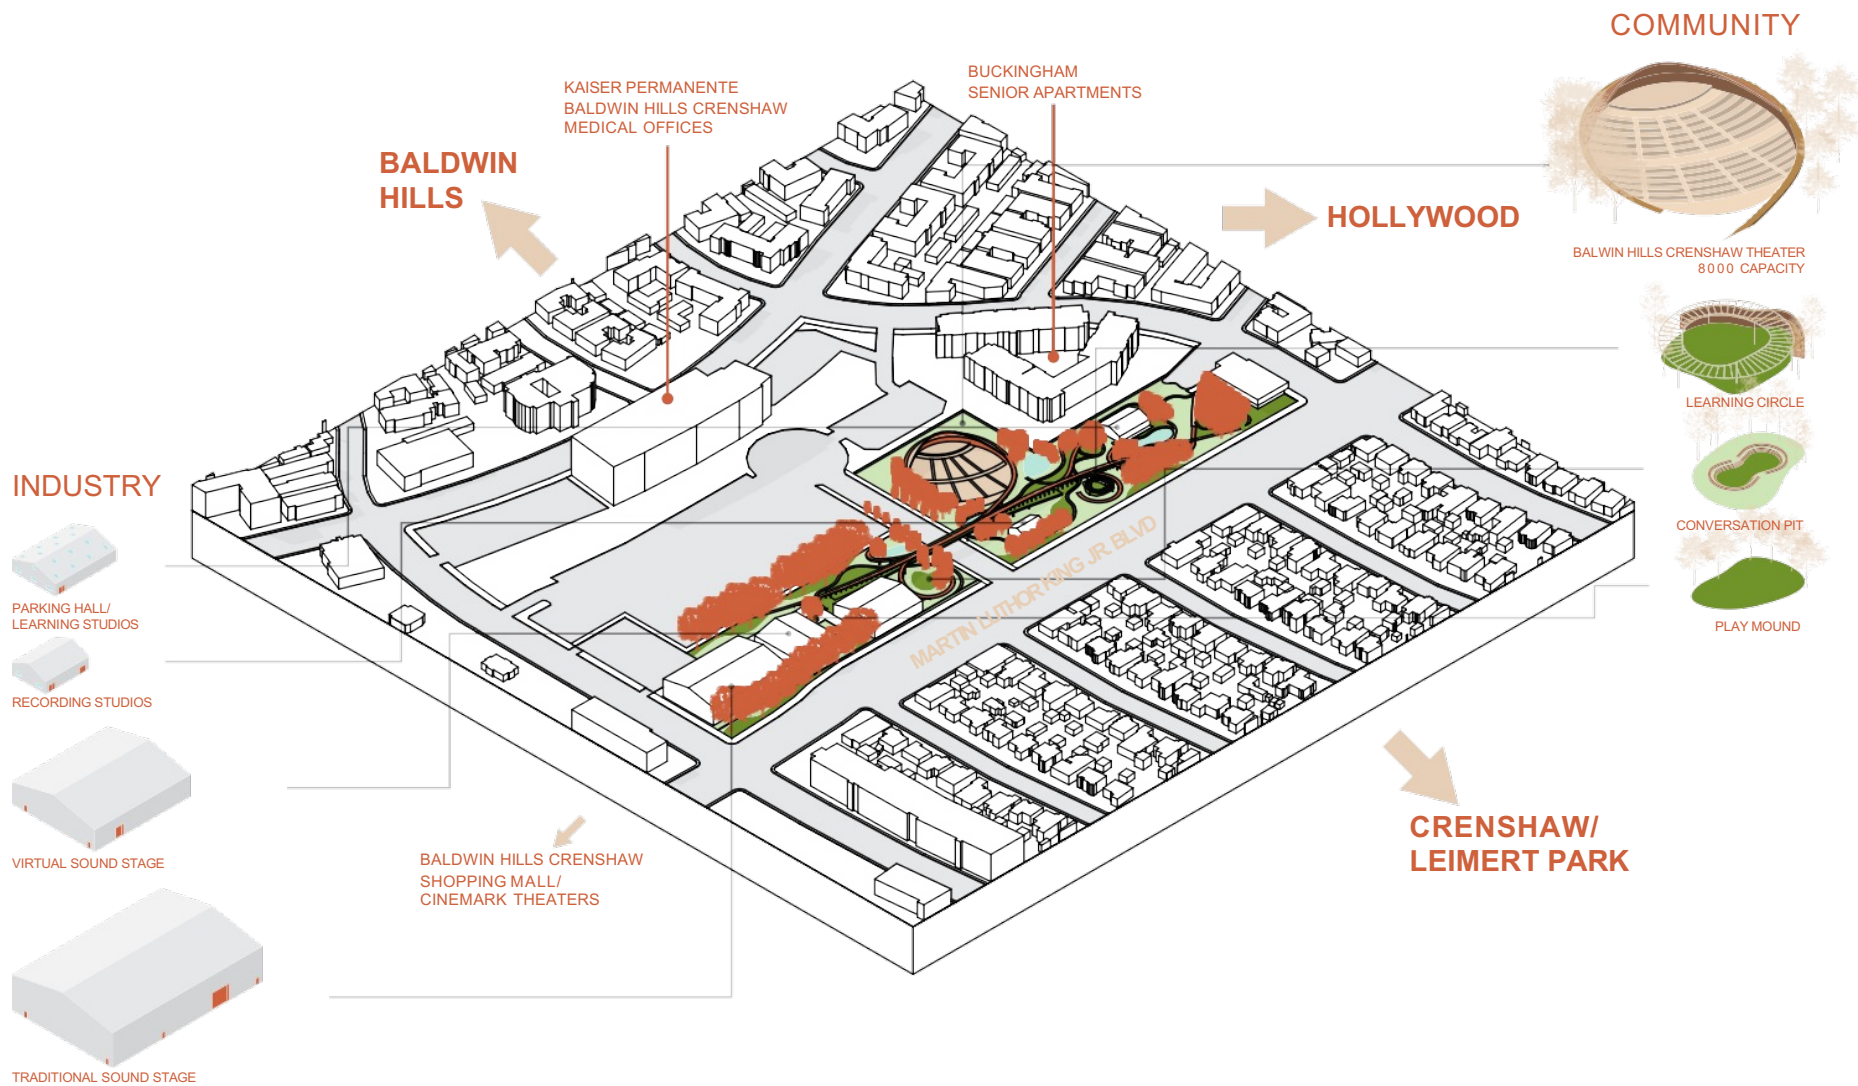 COMMUNITY
KAISER PERMANENTE
BALDWIN HILLS CRENSHAW
MEDICAL OFFICES
BUCKINGHAM
SENIOR APARTMENTS
BALDWIN
HILLS
HOLLYWOOD
BALWIN HILLS CRENSHAW THEATER
8000 CAPACITY
LEARNING CIRCLE
CONVERSATION PIT
PLAY MOUND
INDUSTRY
PARKING HALL/
LEARNING STUDIOS
RECORDING STUDIOS
VIRTUAL SOUND STAGE
TRADITIONAL SOUND STAGE
MARTIN LUTHOR KING JR. BLVD
BALDWIN HILLS CRENSHAW
SHOPPING MALL/
CINEMARK THEATERS
CRENSHAW/
LEIMERT PARK